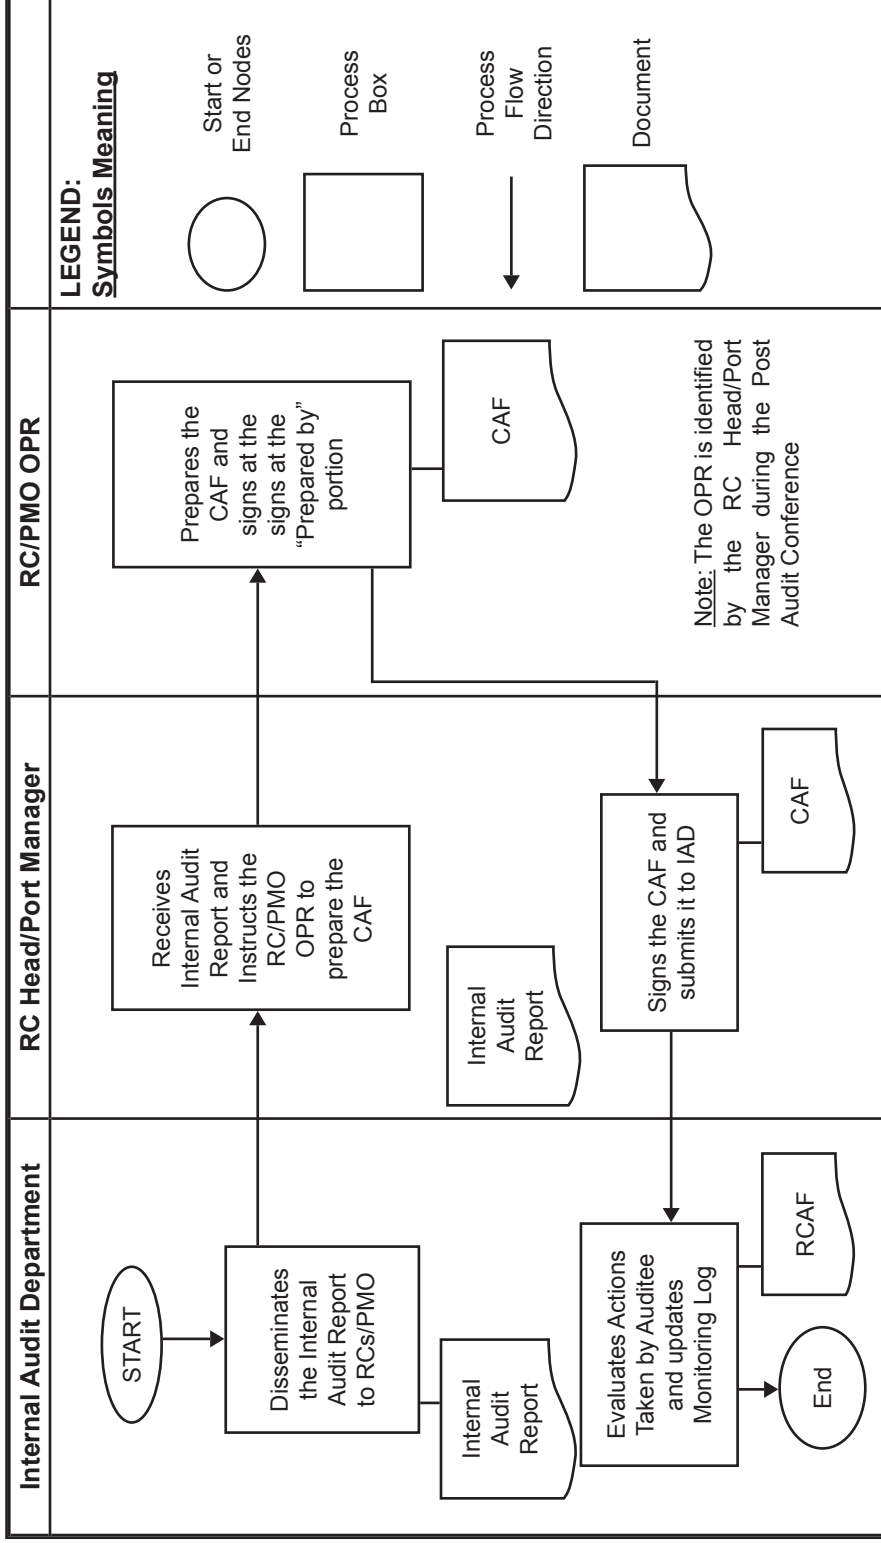 Internal Audit Department
RC Head/Port Manager
RC/PMO OPR
START
Disseminates
the Internal
Audit Report
to RCs/PMO
Internal
Audit
Report
Receives
Internal Audit
Report and
Instructs the
RC/PMO
OPR to
prepare the
CAF
Internal
Audit
Report
Prepares the
CAF and
signs at the
signs at the
“Prepared by”
portion
CAF
Signs the CAF and
submits it to IAD
CAF
Evaluates Actions
Taken by Auditee
and updates
Monitoring Log
RCAF
End
Note: The OPR is identified
by the RC Head/Port
Manager during the Post
Audit Conference
LEGEND:
Symbols Meaning
Start or
End Nodes
Process
Box
Process
Flow
Direction
Document